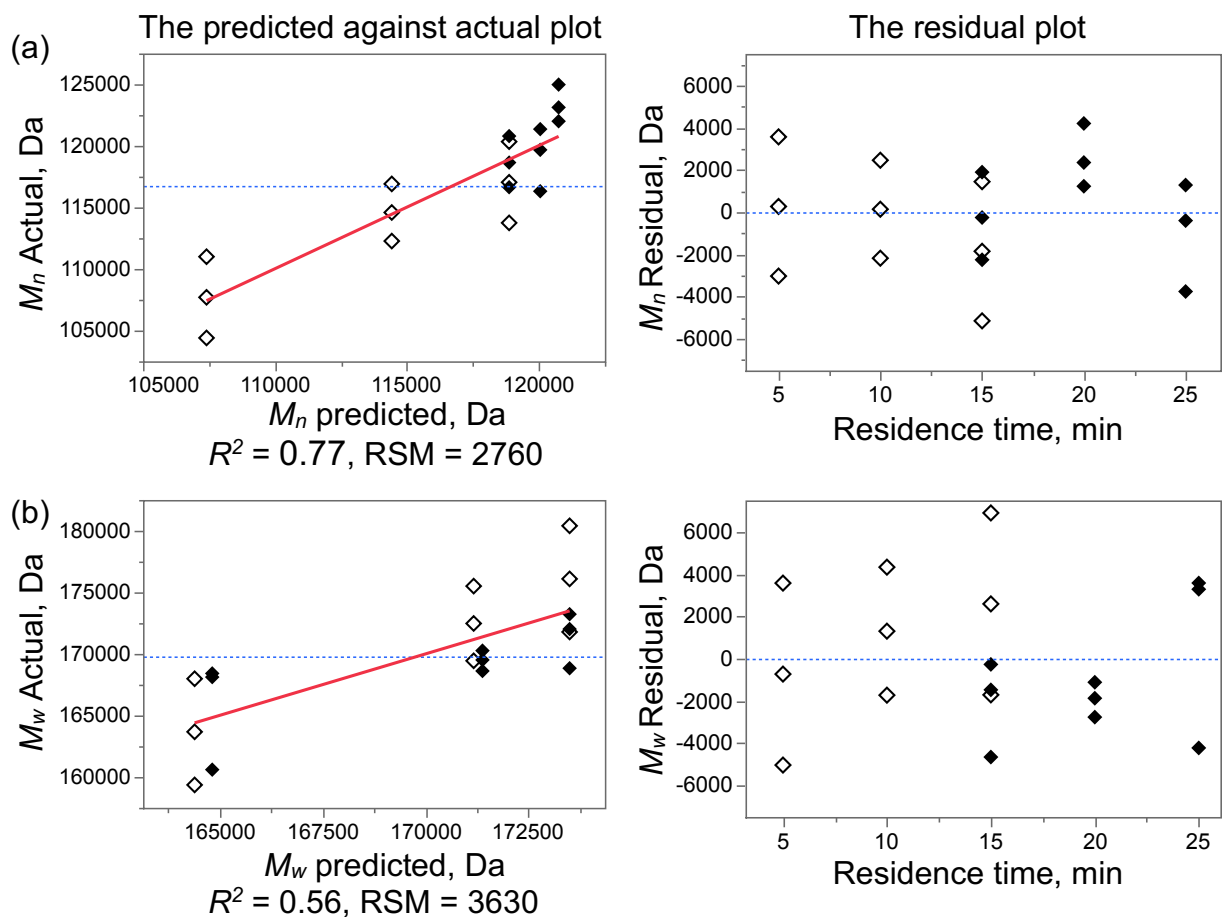 The predicted against actual plot
The residual plot
(a)
125000
120000
115000
110000
105000
Mn Actual, Da
105000 110000 115000 120000
Mn predicted, Da
R² = 0.77, RSM = 2760
6000
4000
2000
0
-2000
-4000
-6000
Mn Residual, Da
5 10 15 20 25
Residence time, min
(b)
180000
175000
170000
165000
160000
Mw Actual, Da
165000 167500 170000 172500
Mw predicted, Da
R² = 0.56, RSM = 3630
6000
4000
2000
0
-2000
-4000
-6000
Mw Residual, Da
5 10 15 20 25
Residence time, min